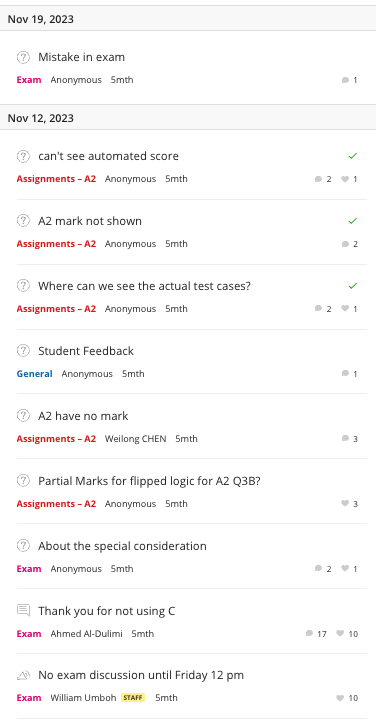 Nov 19, 2023
Mistake in exam
Exam Anonymous 5mth 1
Nov 12, 2023
can't see automated score
Assignments – A2 Anonymous 5mth 2 1
A2 mark not shown
Assignments – A2 Anonymous 5mth 2
Where can we see the actual test cases?
Assignments – A2 Anonymous 5mth 2 1
Student Feedback
General Anonymous 5mth 1
A2 have no mark
Assignments – A2 Weilong CHEN 5mth 3
Partial Marks for flipped logic for A2 Q3B?
Assignments – A2 Anonymous 5mth 3
About the special consideration
Exam Anonymous 5mth 2 1
Thank you for not using C
Exam Ahmed Al-Dulimi 5mth 17 10
No exam discussion until Friday 12 pm
Exam William Umboh STAFF 5mth 10